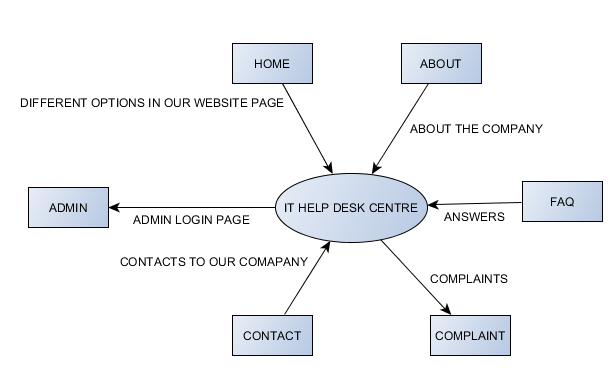 HOME
ABOUT
DIFFERENT OPTIONS IN OUR WEBSITE PAGE
ABOUT THE COMPANY
ADMIN
IT HELP DESK CENTRE
FAQ
ADMIN LOGIN PAGE
ANSWERS
CONTACTS TO OUR COMAPANY
COMPLAINTS
CONTACT
COMPLAINT